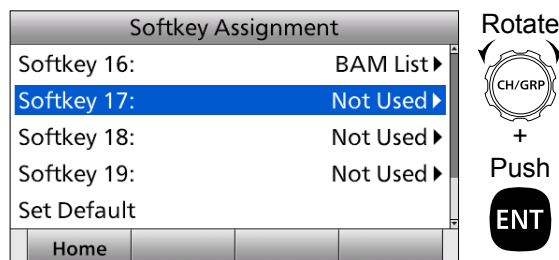 Softkey Assignment
Softkey 16: BAM List
Softkey 17: Not Used
Softkey 18: Not Used
Softkey 19: Not Used
Set Default
Home
Rotate
CH/GRP
+
Push
ENT